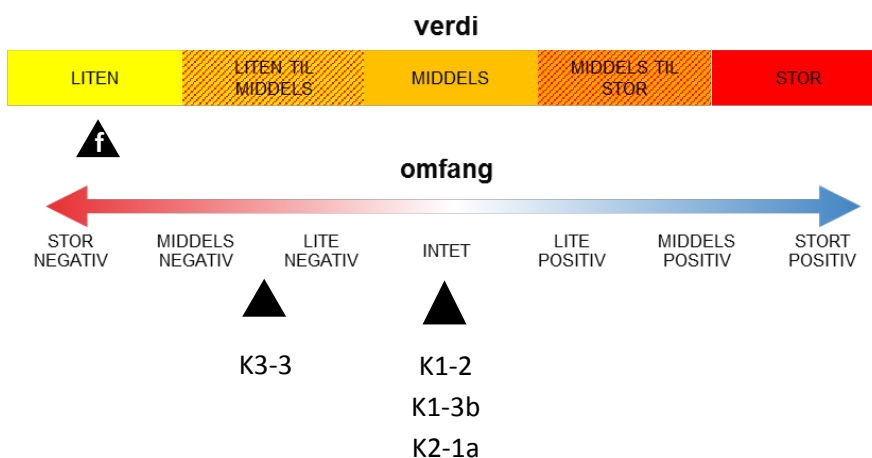 verdi
LITEN
LITEN TIL
MIDDELS
MIDDELS
MIDDELS TIL
STOR
STOR
f
omfang
STOR
NEGATIV
MIDDELS
NEGATIV
LITE
NEGATIV
INTET
LITE
POSITIV
MIDDELS
POSITIV
STORT
POSITIV
K3-3
K1-2
K1-3b
K2-1a